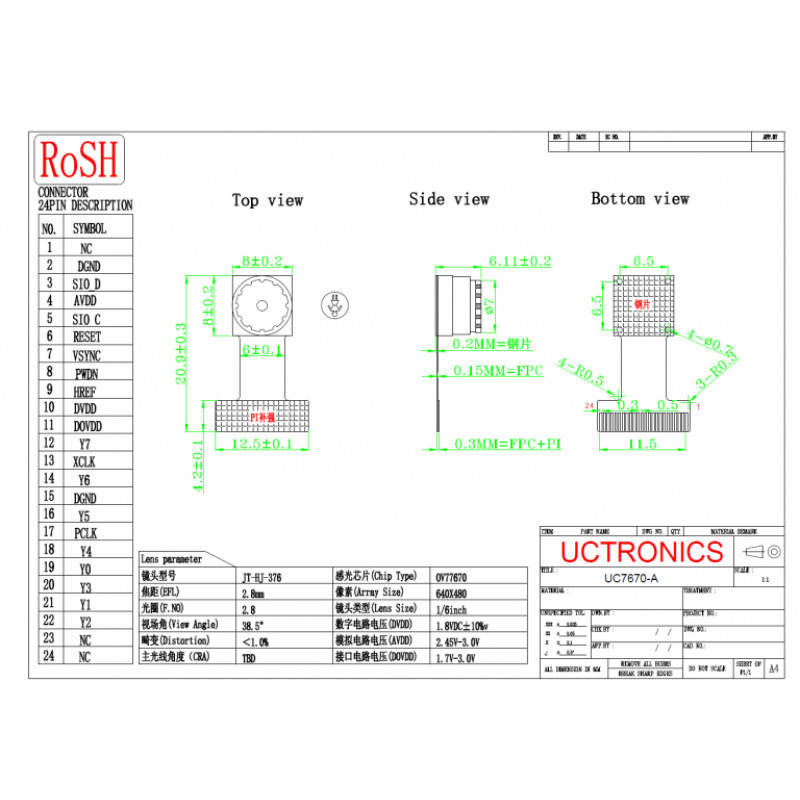 REV. DATE EC NO. APP.BY
RoSH
CONNECTOR
24PIN DESCRIPTION
NO. SYMBOL
1 NC
2 DGND
3 SIO_D
4 AVDD
5 SIO_C
6 RESET
7 VSYNC
8 PWDN
9 HREF
10 DVDD
11 DOVDD
12 Y7
13 XCLK
14 Y6
15 DGND
16 Y5
17 PCLK
18 Y4
19 Y0
20 Y3
21 Y1
22 Y2
23 NC
24 NC
Top view
8±0.2
8±0.2
20.9±0.3
6±0.1
PI补强
12.5±0.1
4.2±0.1
Side view
6.11±0.2
ø7
0.2MM=钢片
0.15MM=FPC
0.3MM=FPC+PI
Bottom view
6.5
6.5
钢片
4-ø0.7
4-R0.5
3-R0.3
24
0.3
0.5
1
11.5
Lens parameter
镜头型号 JT-HJ-376 感光芯片(Chip Type) OV77670
焦距(EFL) 2.8mm 像素(Array Size) 640X480
光圈(F.NO) 2.8 镜头类型(Lens Size) 1/6inch
视场角(View Angle) 38.5° 数字电路电压(DVDD) 1.8VDC±10%w
畸变(Distortion) <1.0% 模拟电路电压(AVDD) 2.45V-3.0V
主光线角度(CRA) TBD 接口电路电压(DOVDD) 1.7V-3.0V
ITEM PART NAME DWG NO. QTY MATERIAL REMARK
UCTRONICS
TITLE: UC7670-A SCALE: 1:1
MATERIAL: TREATMENT:
UNSPECIFIED TOL. DWN BY: PROJECT NO.:
CHK BY: / / DWG NO.:
APP BY: / / CAD NO.:
ALL DIMENSION IN MM
REMOVE ALL BURRS
BREAK SHARP EDGES
DO NOT SCALE
SHEET OF
#1/1
A4